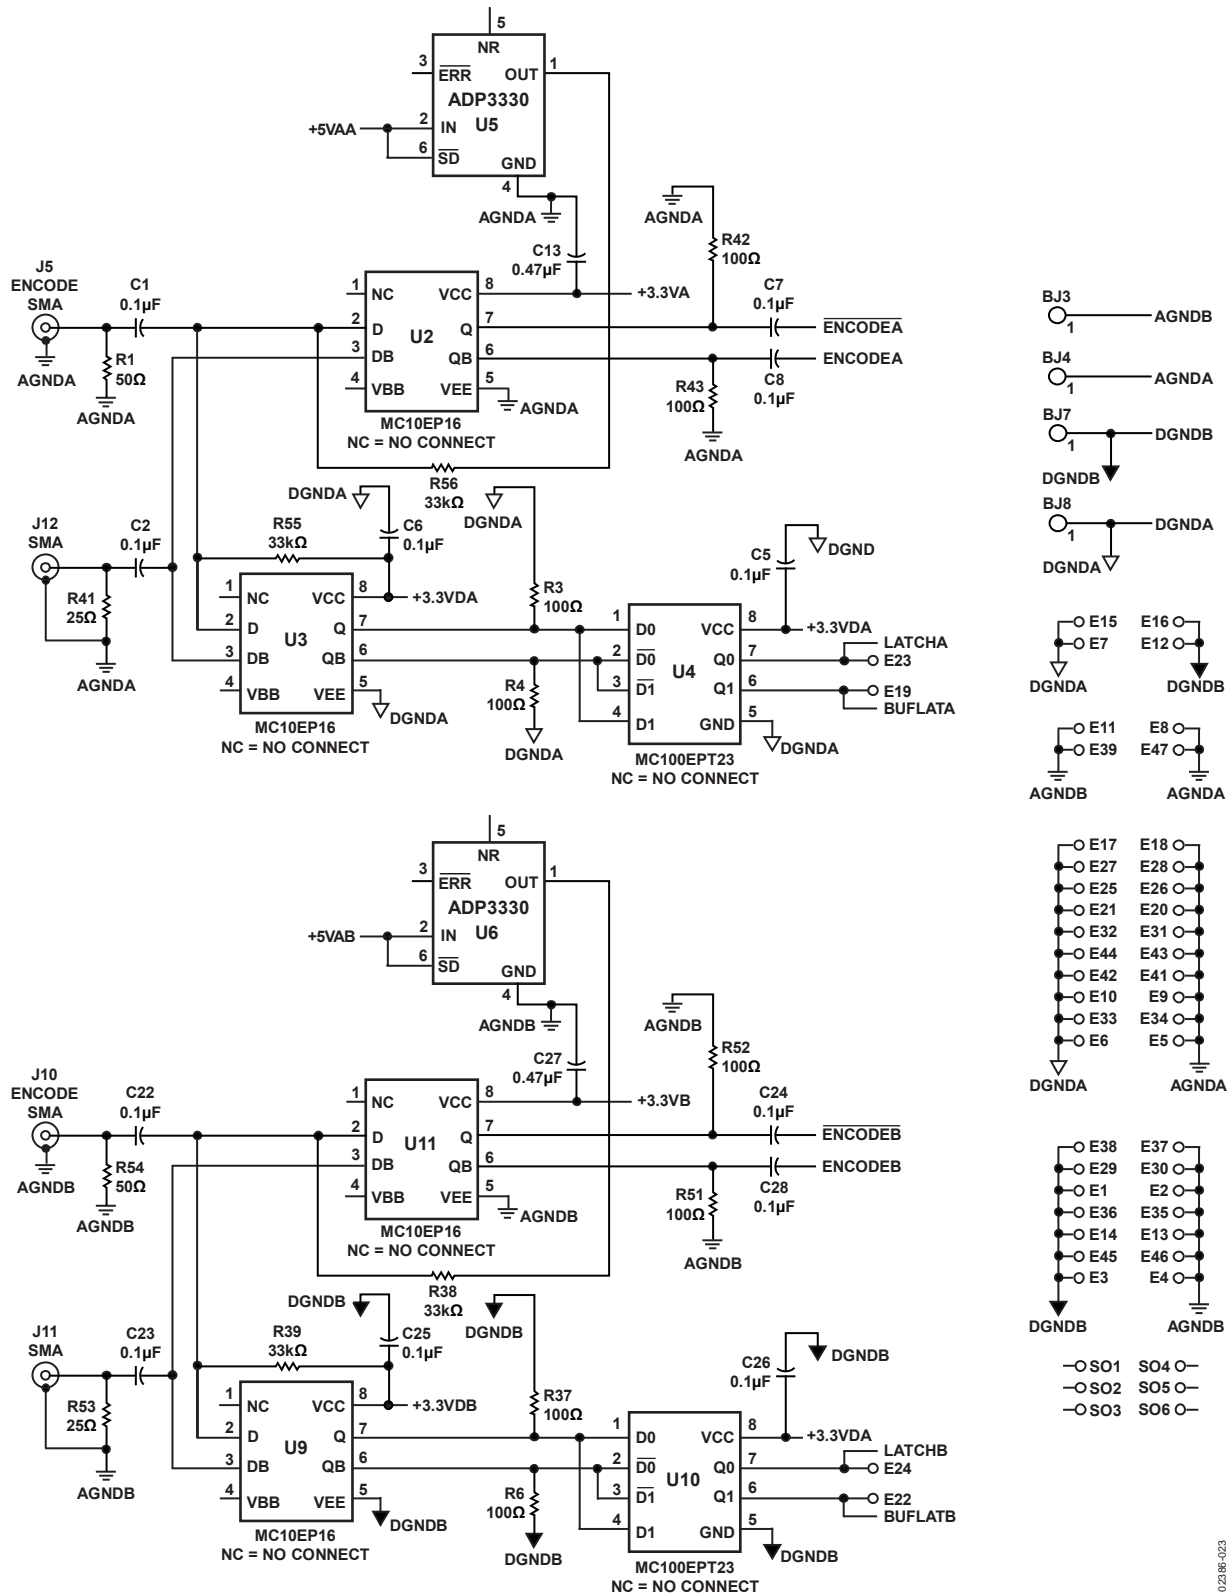 5
NR
3
ERR
OUT
1
ADP3330
+5VAA
2
IN
U5
6
SD
GND
4
AGNDA
AGNDA
R42
100Ω
C13
0.47µF
J5
ENCODE
SMA
C1
0.1µF
1
NC
VCC
8
+3.3VA
C7
0.1µF
2
D
U2
Q
7
ENCODEA
3
DB
QB
6
ENCODEA
AGNDA
R1
50Ω
AGNDA
4
VBB
VEE
5
AGNDA
R43
100Ω
C8
0.1µF
AGNDA
MC10EP16
NC = NO CONNECT
R56
33kΩ
DGNDA
DGNDA
J12
SMA
C2
0.1µF
R55
33kΩ
C6
0.1µF
C5
0.1µF
DGND
R41
25Ω
AGNDA
1
NC
VCC
8
+3.3VDA
R3
100Ω
2
D
U3
Q
7
3
DB
QB
6
4
VBB
VEE
5
DGNDA
MC10EP16
NC = NO CONNECT
R4
100Ω
DGNDA
1
D0
VCC
8
+3.3VDA
2
D0
U4
Q0
7
LATCHA
E23
3
D1
Q1
6
E19
BUFLATA
4
D1
GND
5
DGNDA
MC100EPT23
NC = NO CONNECT
5
NR
3
ERR
OUT
1
ADP3330
+5VAB
2
IN
U6
6
SD
GND
4
AGNDB
AGNDB
R52
100Ω
C27
0.47µF
J10
ENCODE
SMA
C22
0.1µF
1
NC
VCC
8
+3.3VB
C24
0.1µF
2
D
U11
Q
7
ENCODEB
3
DB
QB
6
ENCODEB
AGNDB
R54
50Ω
AGNDB
4
VBB
VEE
5
AGNDB
R51
100Ω
C28
0.1µF
AGNDB
MC10EP16
NC = NO CONNECT
R38
33kΩ
DGNDB
DGNDB
J11
SMA
C23
0.1µF
R39
33kΩ
C25
0.1µF
C26
0.1µF
DGNDB
R53
25Ω
AGNDB
1
NC
VCC
8
+3.3VDB
R37
100Ω
2
D
U9
Q
7
3
DB
QB
6
4
VBB
VEE
5
DGNDB
MC10EP16
NC = NO CONNECT
R6
100Ω
DGNDB
1
D0
VCC
8
+3.3VDA
2
D0
U10
Q0
7
LATCHB
E24
3
D1
Q1
6
E22
BUFLATB
4
D1
GND
5
DGNDB
MC100EPT23
NC = NO CONNECT
BJ3
1
AGNDB
BJ4
1
AGNDA
BJ7
1
DGNDB
DGNDB
BJ8
1
DGNDA
DGNDA
E15 E16
E7 E12
DGNDA DGNDB
E11 E8
E39 E47
AGNDB AGNDA
E17 E18
E27 E28
E25 E26
E21 E20
E32 E31
E44 E43
E42 E41
E10 E9
E33 E34
E6 E5
DGNDA AGNDA
E38 E37
E29 E30
E1 E2
E36 E35
E14 E13
E45 E46
E3 E4
DGNDB AGNDB
SO1 SO4
SO2 SO5
SO3 SO6
02386-023